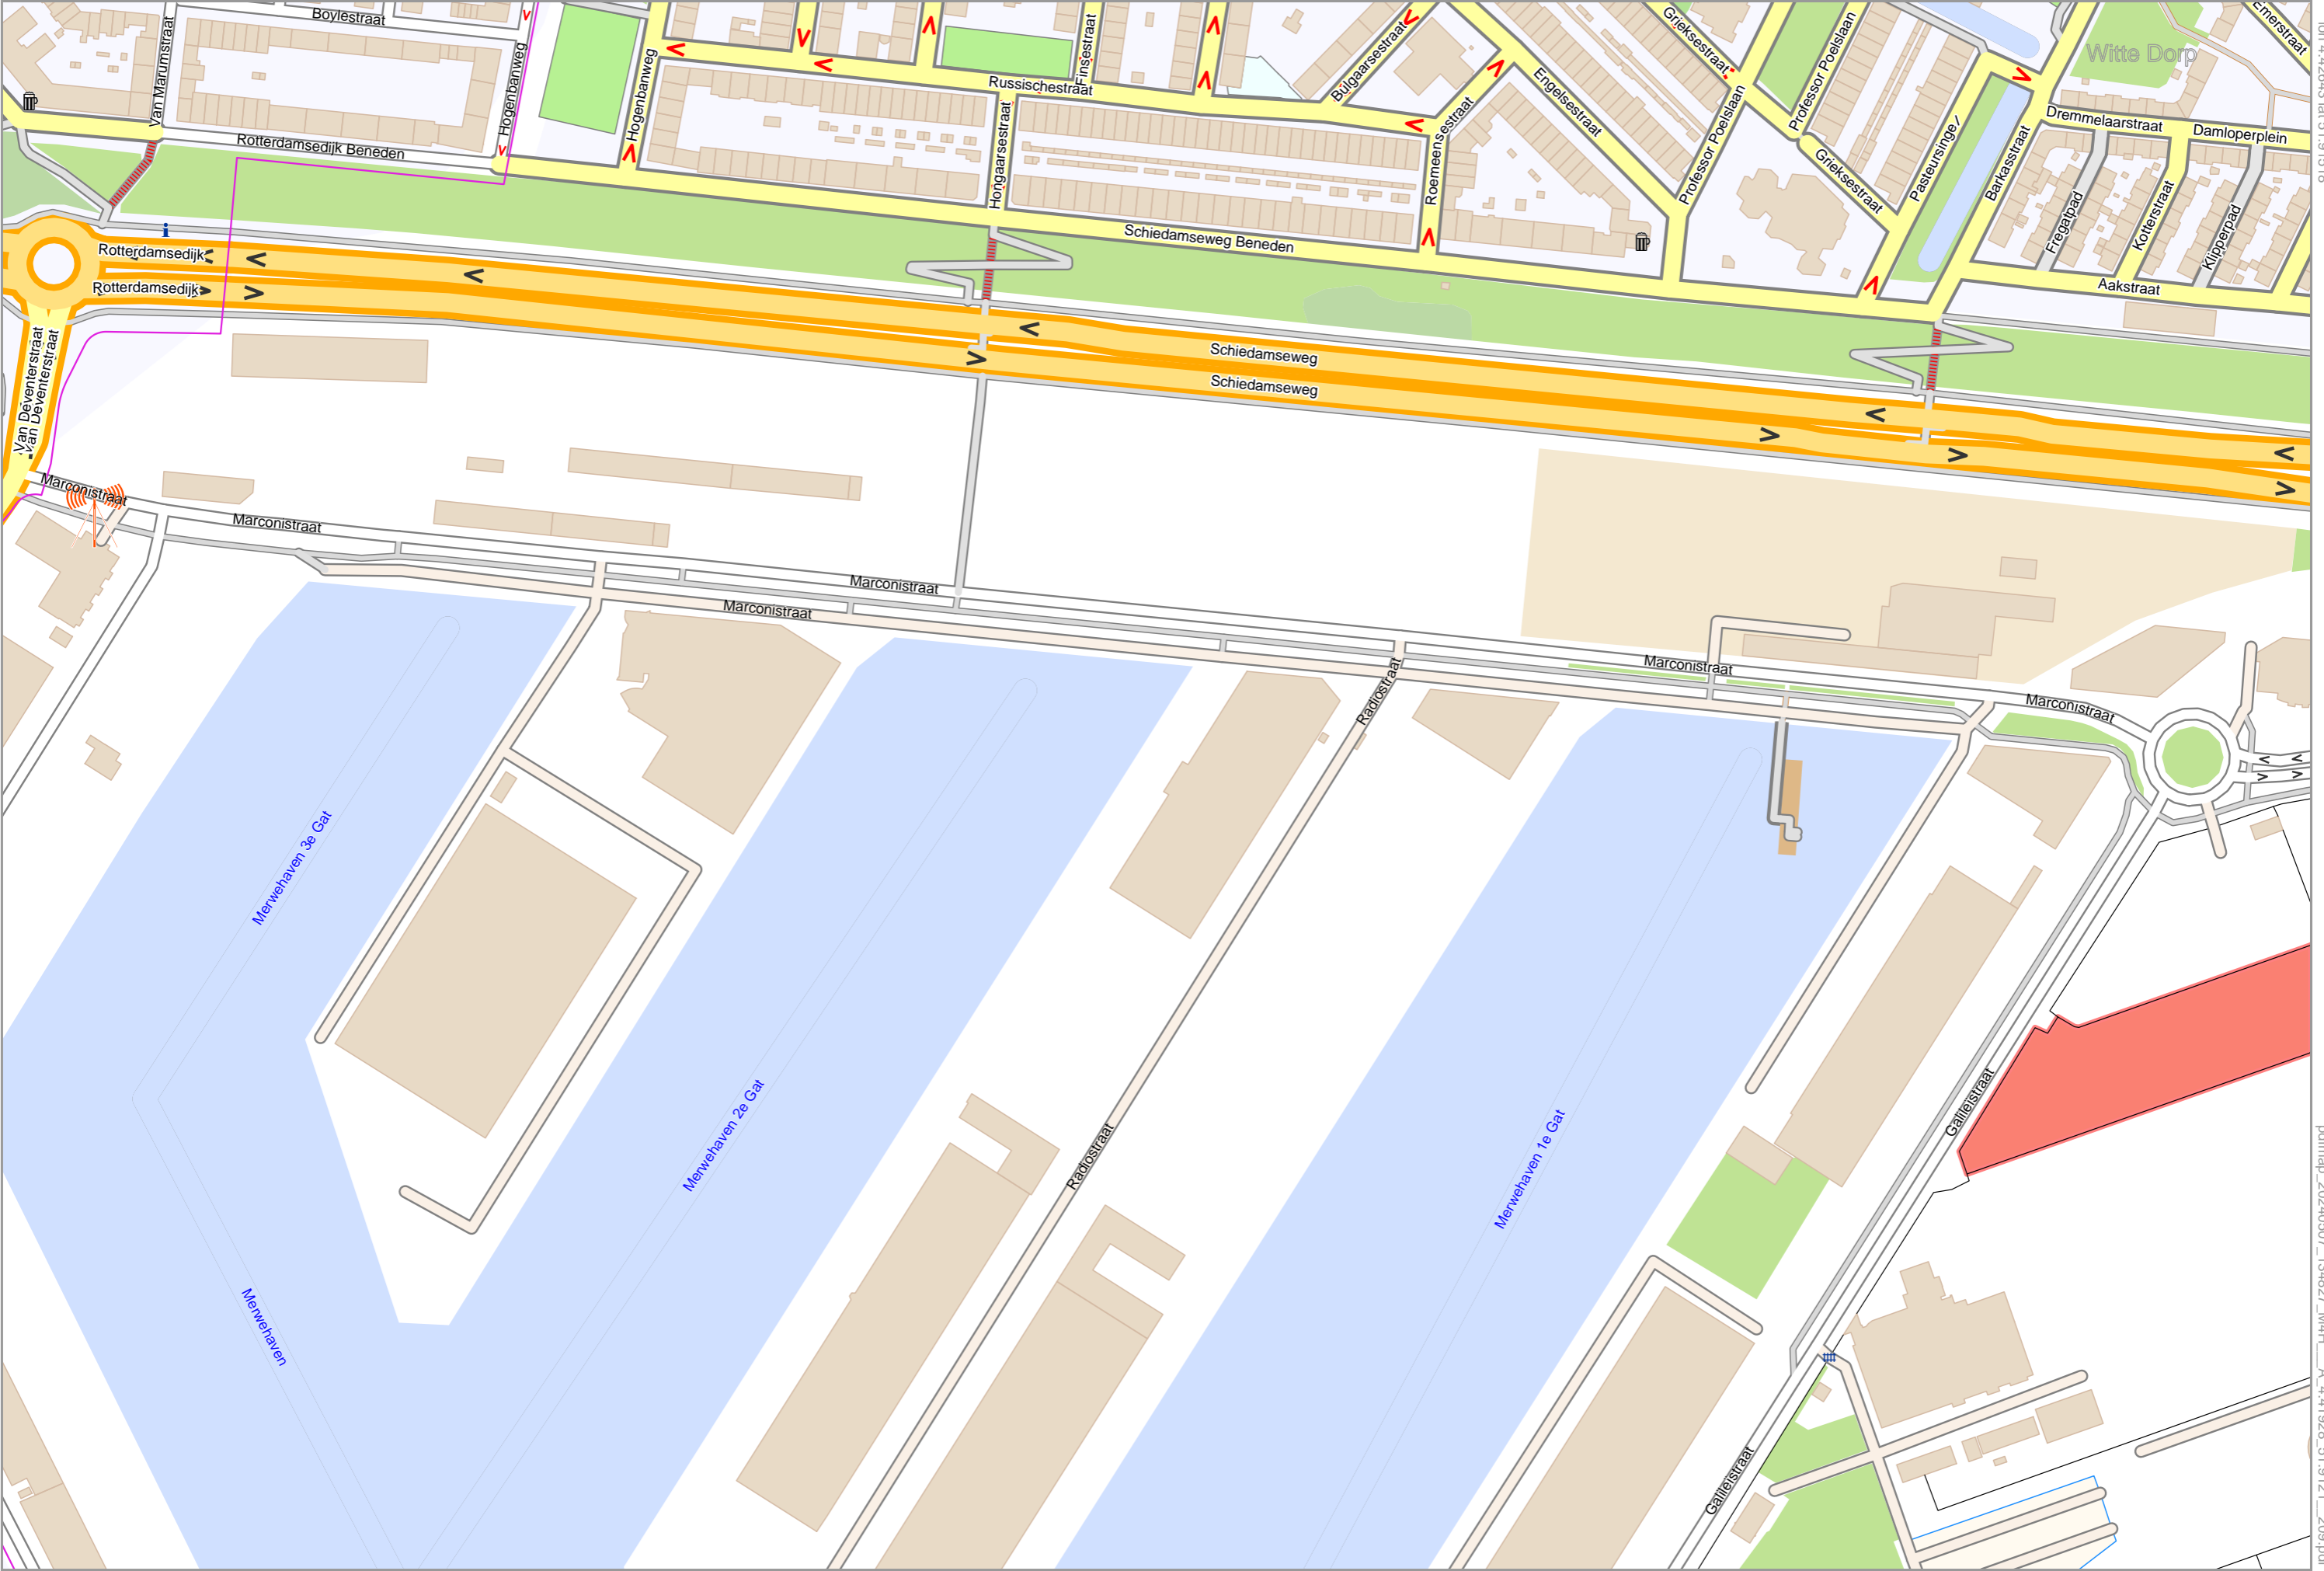 Boylestraat
Van Marumstraat
Hogenbanweg
Rotterdamsedijk Beneden
Hogenbanweg
Finsestraat
Russischestraat
Bulgaarsestraat
Grieksestraat
Professor Poelslaan
Emerstraat
Witte Dorp
Engelsestraat
Hongaarsestraat
Roemeensestraat
Professor Poelslaan
Grieksestraat
Pasteursingel
Barkasstraat
Dremmelaarstraat
Damloperplein
Fregatpad
Kotterstraat
Klipperpad
Aakstraat
Schiedamseweg Beneden
Rotterdamsedijk
Rotterdamsedijk
Schiedamseweg
Schiedamseweg
Van Deventerstraat
Van Deventerstraat
Marconistraat
Marconistraat
Marconistraat
Marconistraat
Marconistraat
Marconistraat
Radiostraat
Merwehaven 3e Gat
Merwehaven 2e Gat
Merwehaven 1e Gat
Radiostraat
Galileistraat
Merwehaven
Galileistraat